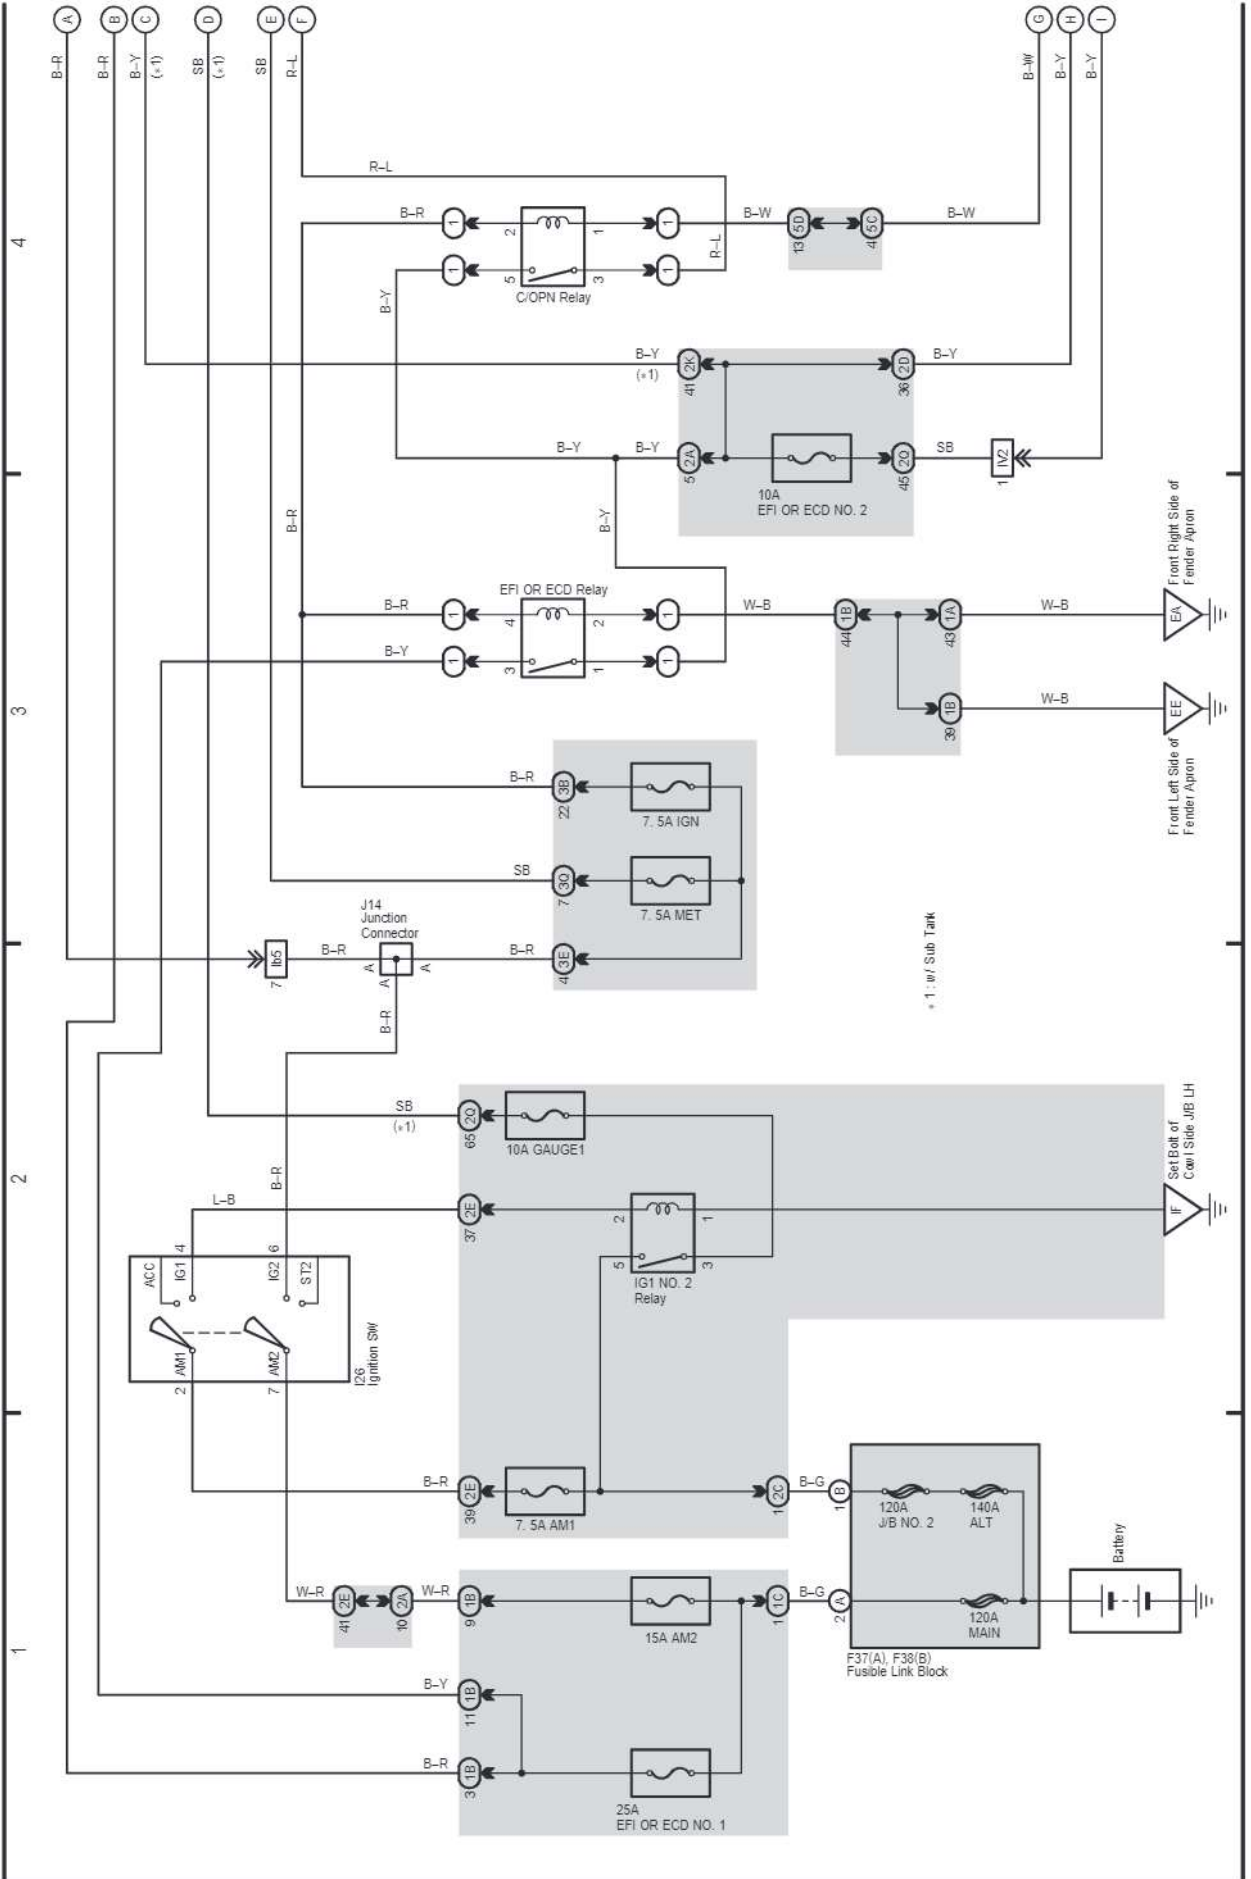 A
B
C
D
E
F
G
H
I
B–R
B–R
B–Y
(*1)
SB
(*1)
SB
R–L
B–W
B–Y
B–Y
4
R–L
B–R
1
2
1
1
B–W
13
5D
4
5C
B–W
1
5
3
1
R–L
C/OPN Relay
B–Y
B–Y
(*1)
41
2K
36
2D
B–Y
B–Y
B–Y
5
2A
45
2Q
SB
1
IV2
10A
EFI OR ECD NO. 2
B–R
B–Y
Front Right Side of
Fender Apron
EFI OR ECD Relay
B–R
1
4
2
1
W–B
44
1B
43
1A
W–B
EA
B–Y
1
3
1
1
3
39
1B
W–B
EE
Front Left Side of
Fender Apron
B–R
22
3B
7. 5A IGN
SB
7
3Q
7. 5A MET
J14
Junction
Connector
7
Ib5
B–R
A
A
A
B–R
4
3E
B–R
* 1 : w/ Sub Tank
SB
(*1)
65
2Q
10A GAUGE1
Set Bolt of
Cowl Side J/B LH
2
B–R
L–B
37
2E
2
1
IF
ACC
IG1
4
IG2
6
ST2
5
3
IG1 NO. 2
Relay
2
AM1
7
AM2
I26
Ignition SW
B–R
39
2E
7. 5A AM1
1
2C
B–G
1
B
120A
J/B NO. 2
140A
ALT
Battery
W–R
41
2E
10
2A
W–R
9
1B
15A AM2
1
1C
B–G
2
A
120A
MAIN
1
F37(A), F38(B)
Fusible Link Block
B–Y
11
1B
B–R
3
1B
25A
EFI OR ECD NO. 1